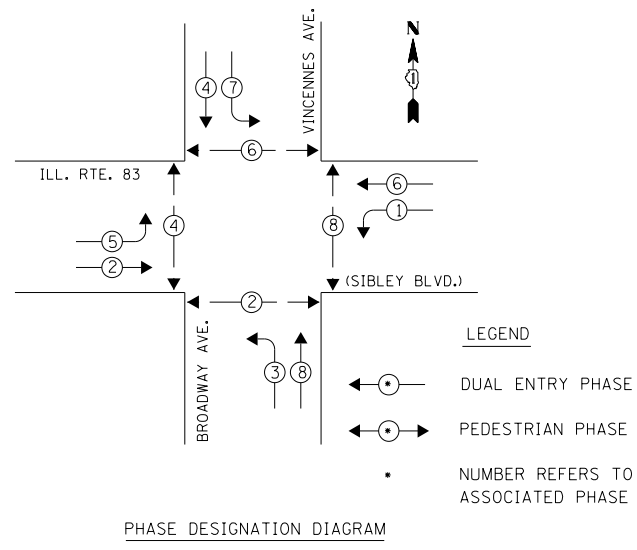 N
VINCENNES AVE.
4 7
1
6
ILL. RTE. 83
6
1
4
8
5
2
(SIBLEY BLVD.)
2
BROADWAY AVE.
3 8
LEGEND
* DUAL ENTRY PHASE
* PEDESTRIAN PHASE
* NUMBER REFERS TO
ASSOCIATED PHASE
PHASE DESIGNATION DIAGRAM